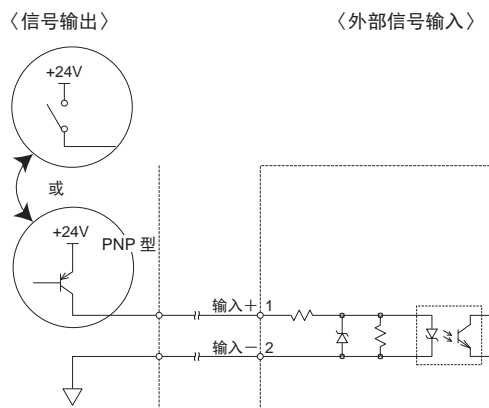 〈信号输出〉
〈外部信号输入〉
+24V
或
+24V
PNP 型
输入＋ 1
输入－ 2